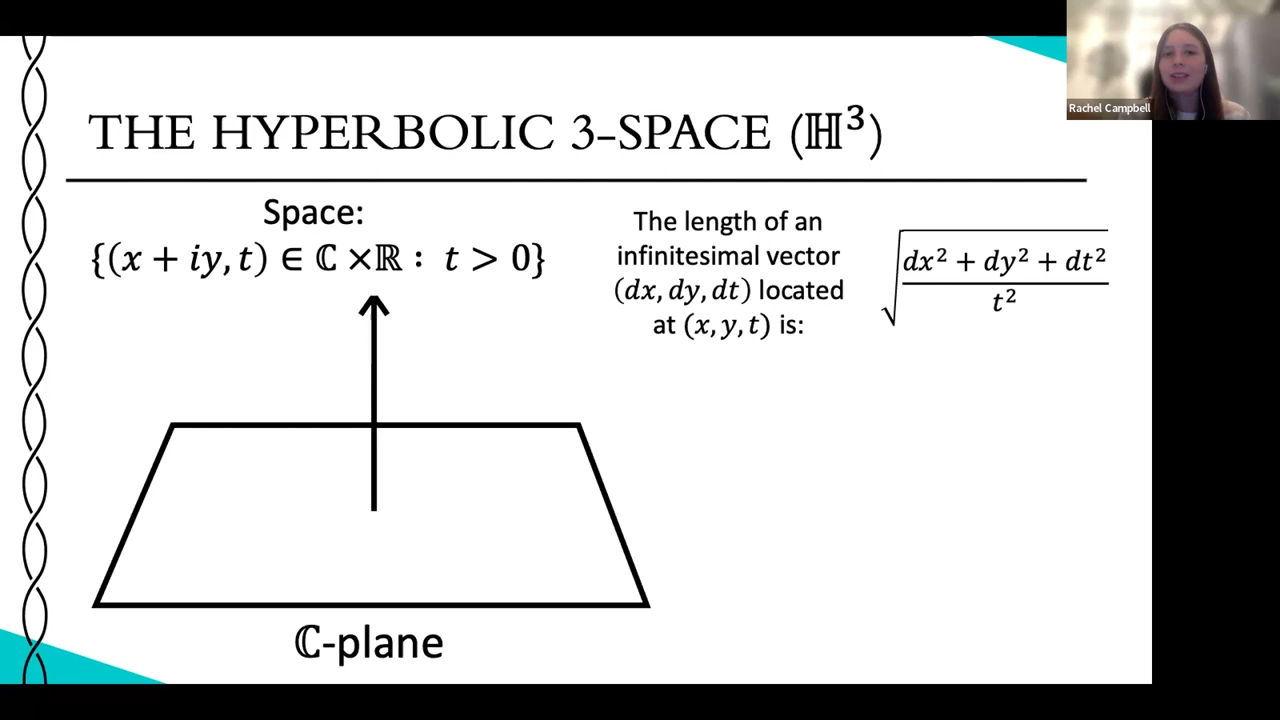 Rachel Campbell
THE HYPERBOLIC 3-SPACE (ℍ³)
Space:
{(x + iy, t) ∈ ℂ ×ℝ : t > 0}
The length of an
infinitesimal vector
(dx, dy, dt) located
at (x, y, t) is:
√((dx² + dy² + dt²)/t²)
ℂ-plane